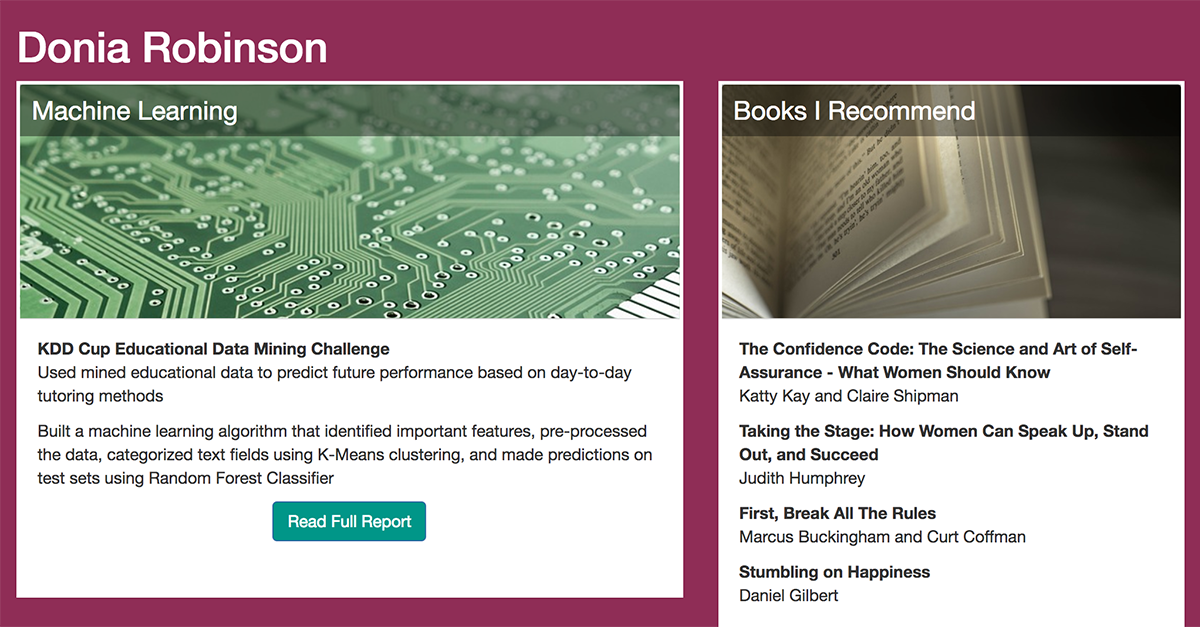 Donia Robinson
Machine Learning
KDD Cup Educational Data Mining Challenge
Used mined educational data to predict future performance based on day-to-day
tutoring methods
Built a machine learning algorithm that identified important features, pre-processed
the data, categorized text fields using K-Means clustering, and made predictions on
test sets using Random Forest Classifier
Read Full Report
Books I Recommend
The Confidence Code: The Science and Art of Self-
Assurance - What Women Should Know
Katty Kay and Claire Shipman
Taking the Stage: How Women Can Speak Up, Stand
Out, and Succeed
Judith Humphrey
First, Break All The Rules
Marcus Buckingham and Curt Coffman
Stumbling on Happiness
Daniel Gilbert